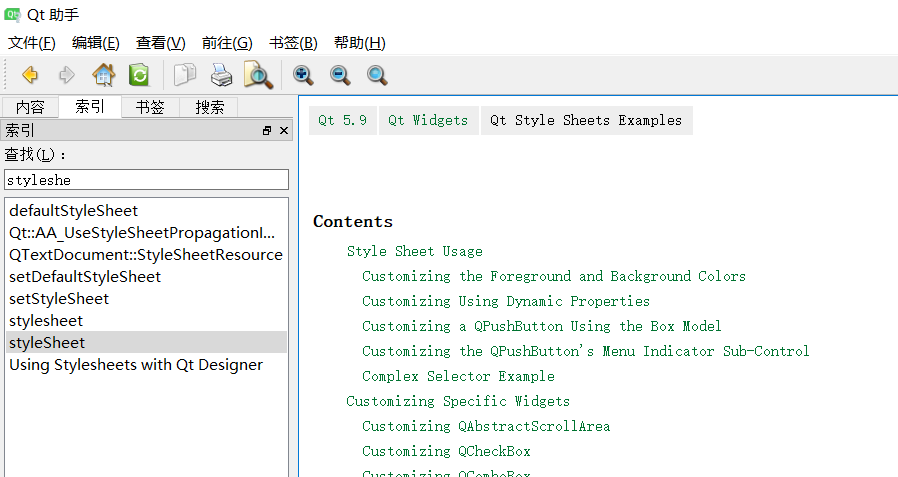 Qt 助手
文件(F) 编辑(E) 查看(V) 前往(G) 书签(B) 帮助(H)
内容 索引 书签 搜索
索引
查找(L)：
styleshe
defaultStyleSheet
Qt::AA_UseStyleSheetPropagationI...
QTextDocument::StyleSheetResource
setDefaultStyleSheet
setStyleSheet
stylesheet
styleSheet
Using Stylesheets with Qt Designer
Qt 5.9 Qt Widgets Qt Style Sheets Examples
Contents
Style Sheet Usage
Customizing the Foreground and Background Colors
Customizing Using Dynamic Properties
Customizing a QPushButton Using the Box Model
Customizing the QPushButton's Menu Indicator Sub-Control
Complex Selector Example
Customizing Specific Widgets
Customizing QAbstractScrollArea
Customizing QCheckBox
Customizing QComboBox